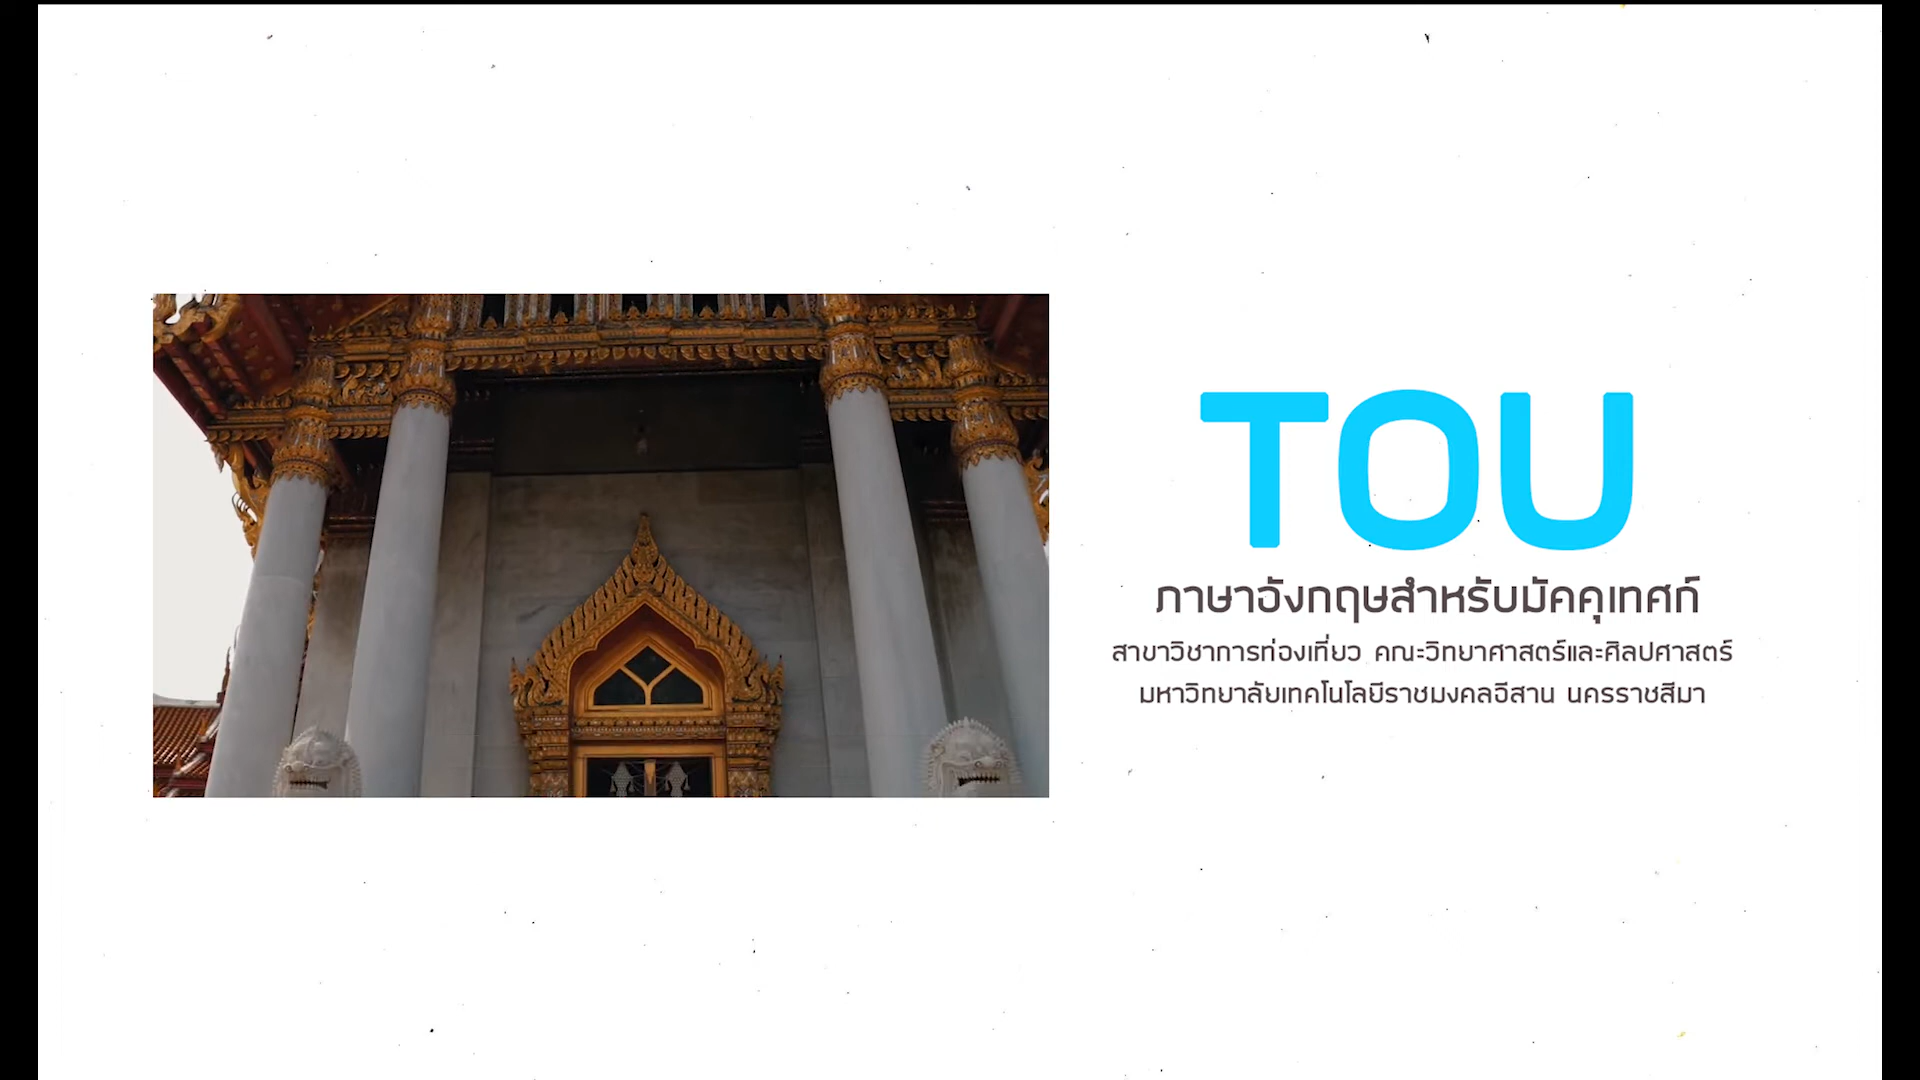 TOU
ภาษาอังกฤษสำหรับมัคคุเทศก์
สาขาวิชาการท่องเที่ยว คณะวิทยาศาสตร์และศิลปศาสตร์
มหาวิทยาลัยเทคโนโลยีราชมงคลอีสาน นครราชสีมา